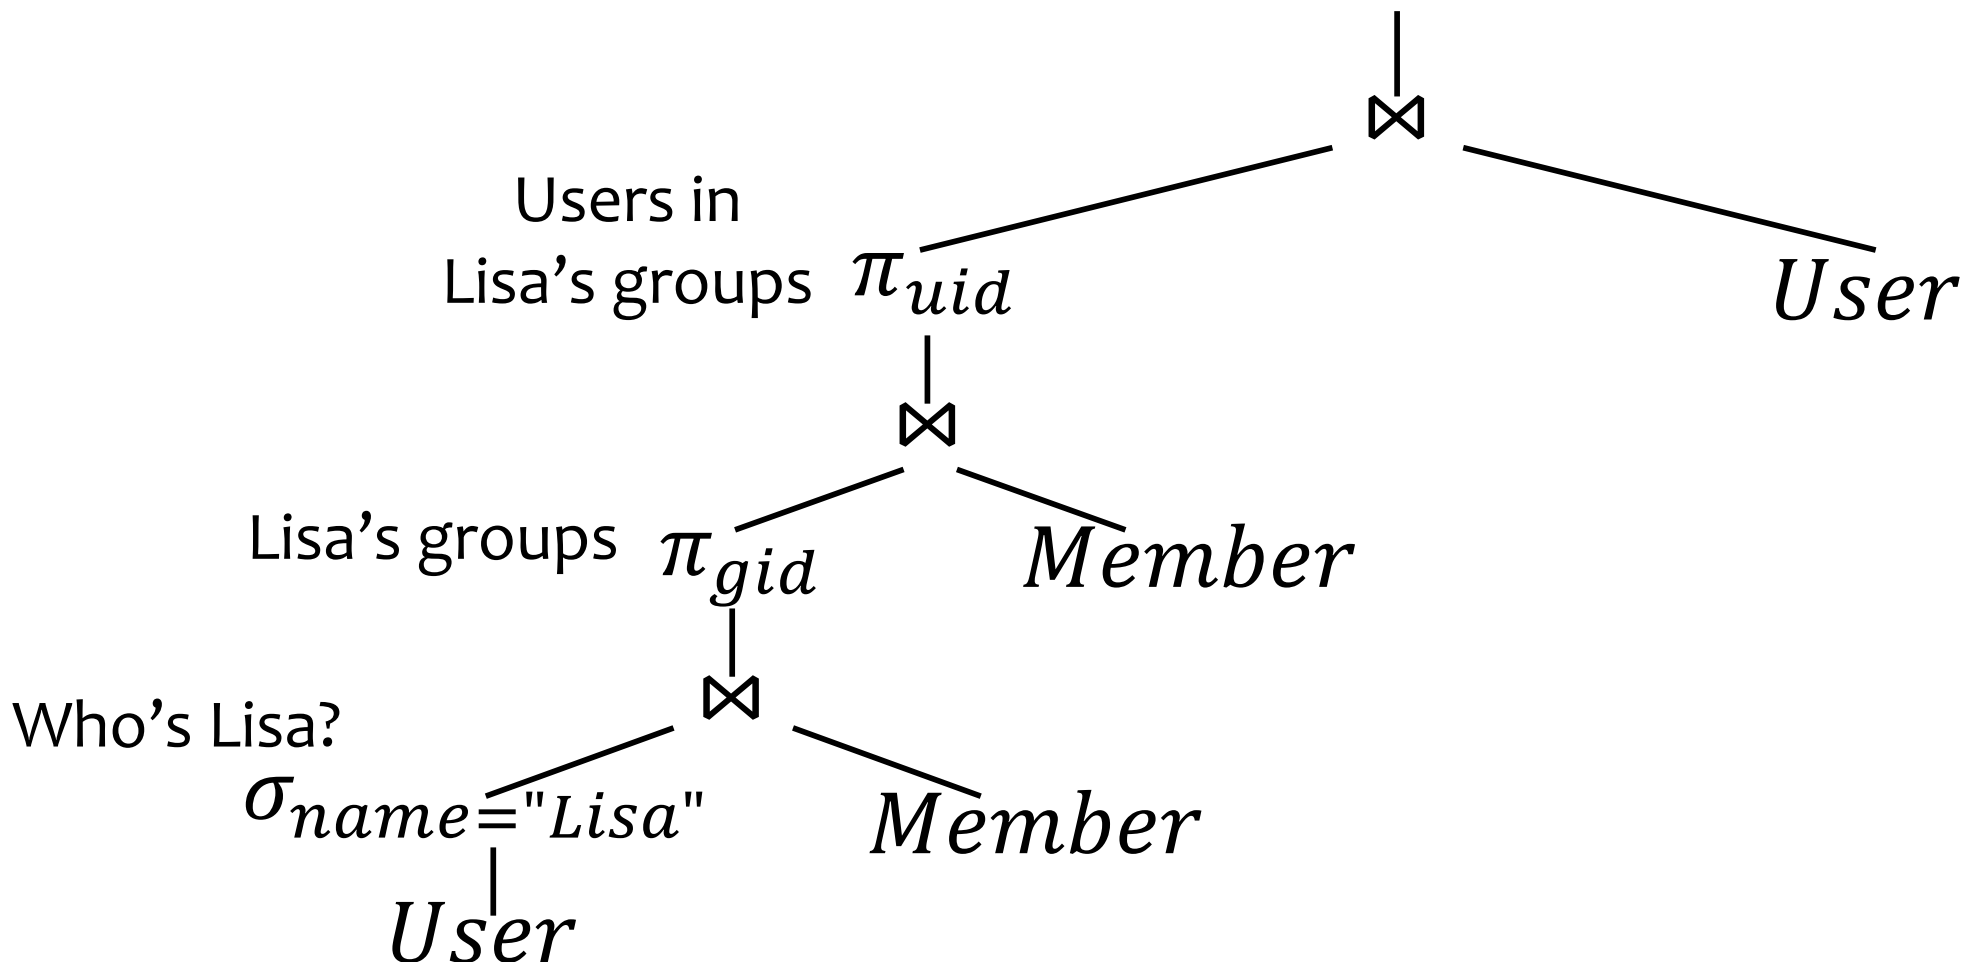 ⋈
Users in
Lisa’s groups π_uid
User
⋈
Lisa’s groups π_gid
Member
⋈
Who’s Lisa?
σ_name="Lisa"
Member
User